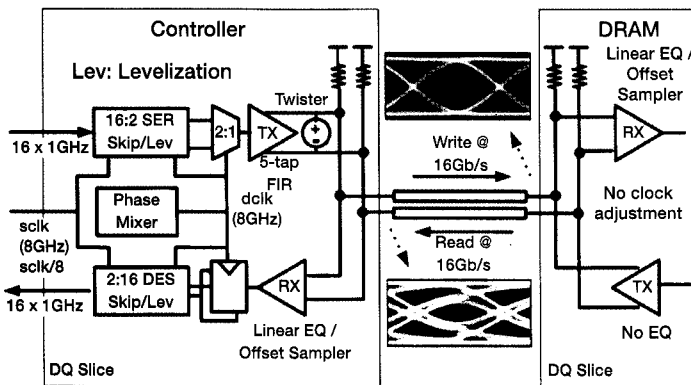 Controller
Lev: Levelization
16:2 SER
Skip/Lev
16 x 1GHz
2:1
TX
Twister
5-tap
FIR
Phase
Mixer
dclk
(8GHz)
sclk
(8GHz)
sclk/8
2:16 DES
Skip/Lev
16 x 1GHz
RX
Linear EQ /
Offset Sampler
DQ Slice
Write @
16Gb/s
Read @
16Gb/s
DRAM
Linear EQ /
Offset
Sampler
RX
No clock
adjustment
TX
No EQ
DQ Slice